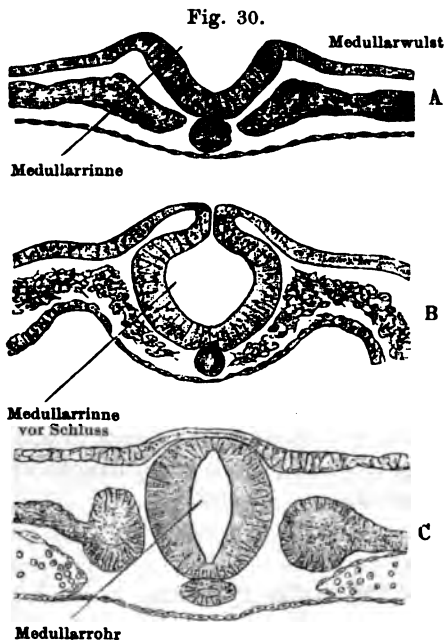 Fig. 30.
Medullarwulst
A
Medullarrinne
B
Medullarrinne
vor Schluss
C
Medullarrohr